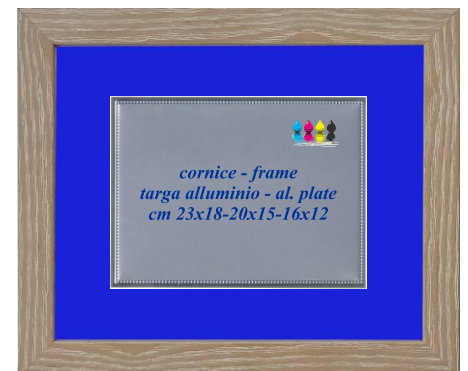 cornice - frame
targa alluminio - al. plate
cm 23x18-20x15-16x12